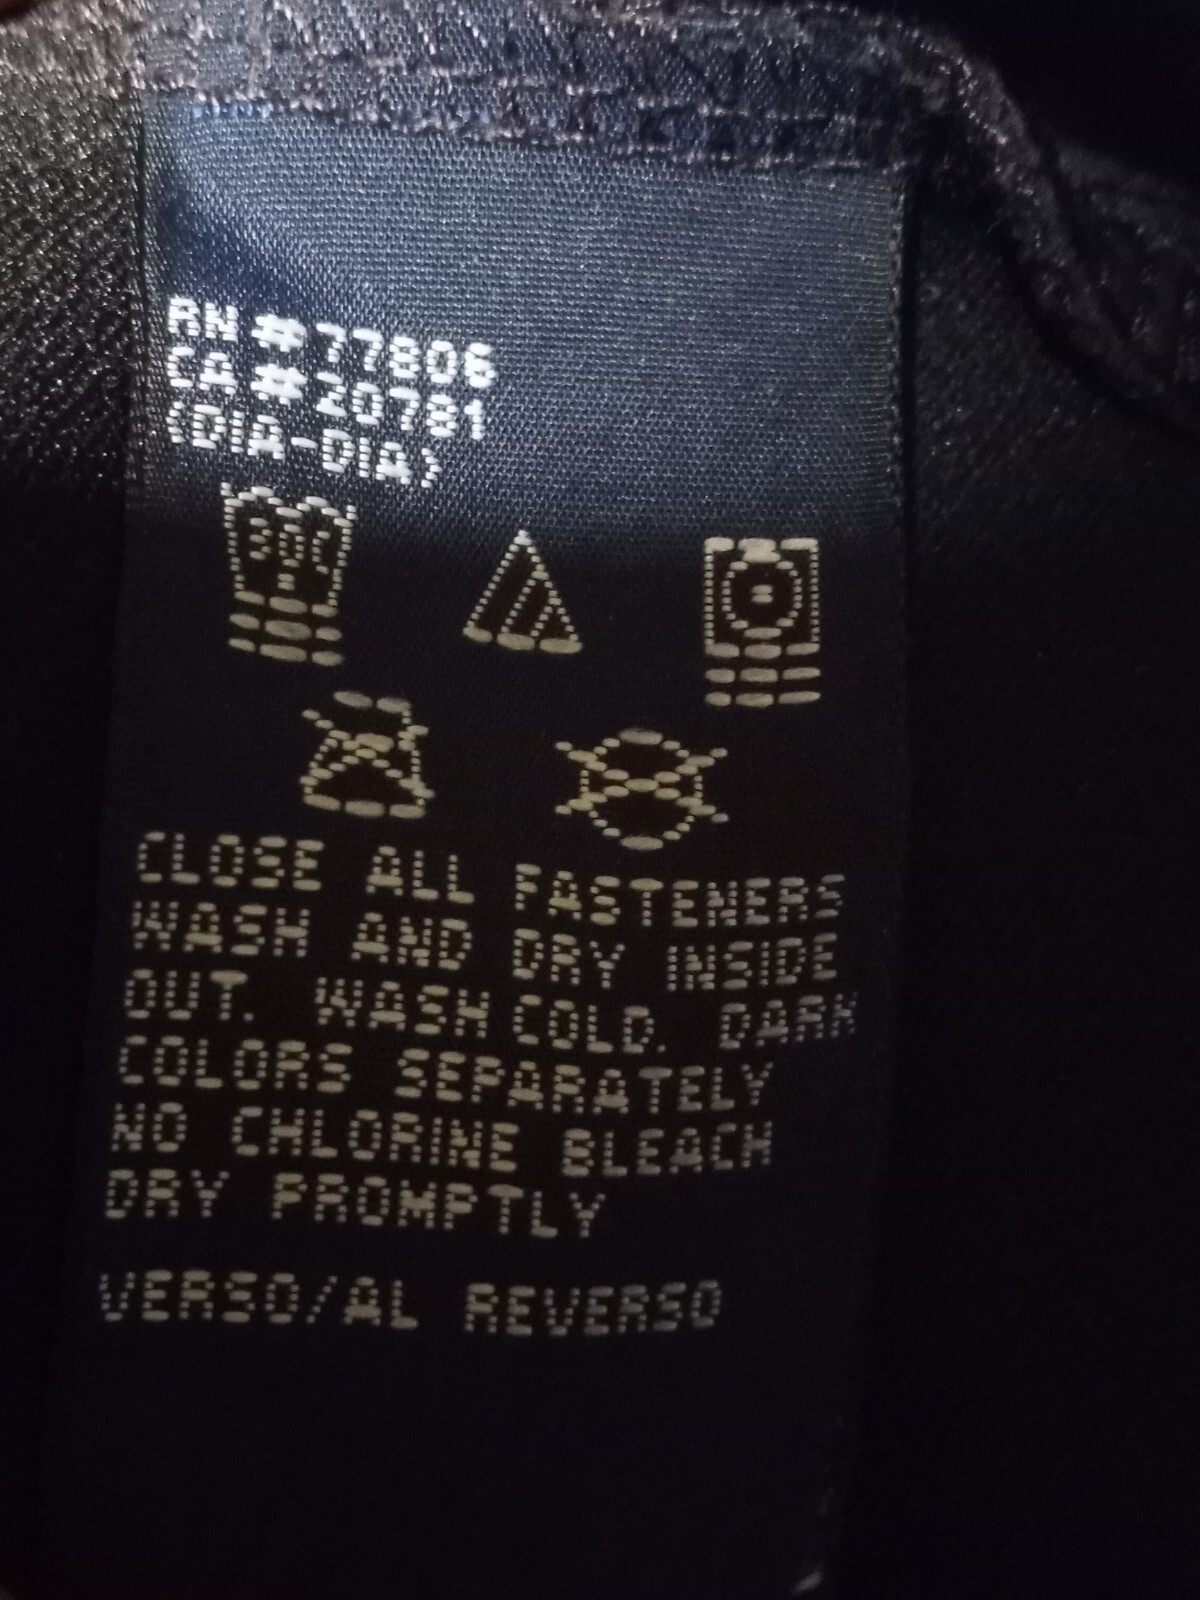 RN #77806
CA #20781
(DIA-DIA)
30C
CLOSE ALL FASTENERS
WASH AND DRY INSIDE
OUT. WASH COLD. DARK
COLORS SEPARATELY
NO CHLORINE BLEACH
DRY PROMPTLY
VERSO/AL REVERSO